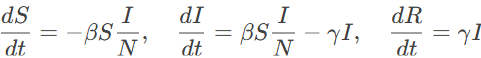 dS/dt = −βS I/N, dI/dt = βS I/N − γI, dR/dt = γI